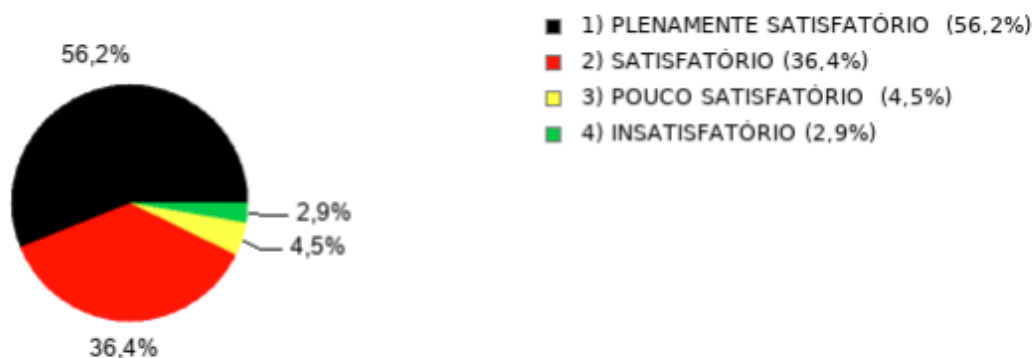 56,2%
2,9%
4,5%
36,4%
1) PLENAMENTE SATISFATÓRIO (56,2%)
2) SATISFATÓRIO (36,4%)
3) POUCO SATISFATÓRIO (4,5%)
4) INSATISFATÓRIO (2,9%)